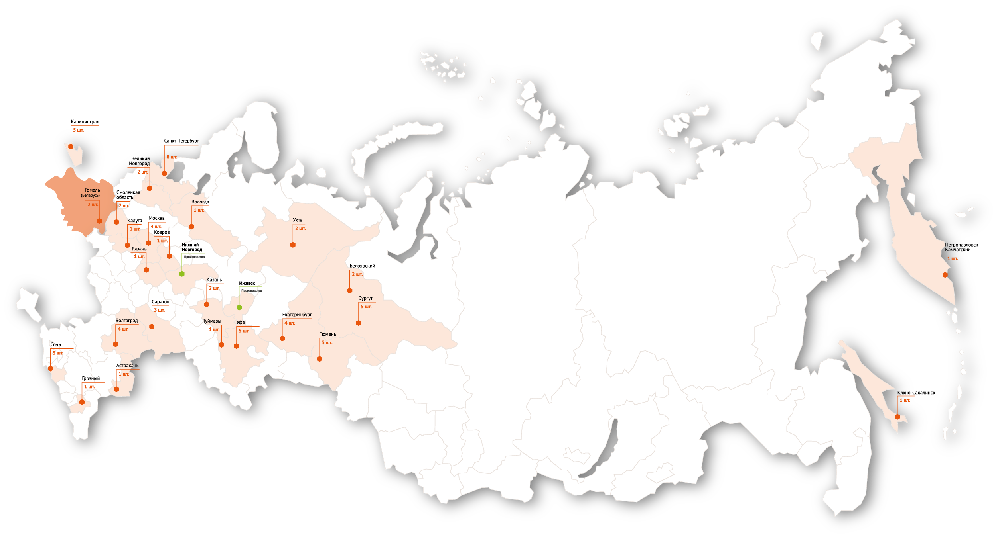 Калининград
5 шт.
Санкт-Петербург
8 шт.
Великий
Новгород
2 шт.
Гомель
(Беларусь)
2 шт.
Смоленкая
область
2 шт.
Вологда
1 шт.
Калуга
1 шт.
Москва
4 шт.
Ковров
1 шт.
Ухта
2 шт.
Нижний
Новгород
Производство
Рязань
1 шт.
Петропавловск-
Камчатский
1 шт.
Белоярский
2 шт.
Казань
2 шт.
Ижевск
Производство
Сургут
5 шт.
Саратов
3 шт.
Екатеринбург
4 шт.
Волгоград
4 шт.
Туймазы
1 шт.
Уфа
5 шт.
Тюмень
5 шт.
Сочи
3 шт.
Астрахань
1 шт.
Грозный
1 шт.
Южно-Сахалинск
1 шт.